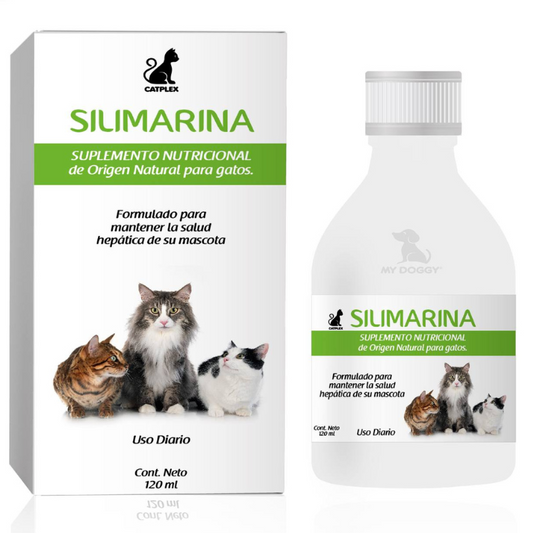 CATPLEX
SILIMARINA
SUPLEMENTO NUTRICIONAL
de Origen Natural para gatos.
Formulado para
mantener la salud
hepática de su mascota
Uso Diario
Cont. Neto
120 ml
MY DOGGY
CATPLEX
SILIMARINA
SUPLEMENTO NUTRICIONAL
de Origen Natural para gatos.
Formulado para
mantener la salud
hepática de su mascota
Cont. Neto
120 ml
Uso Diario